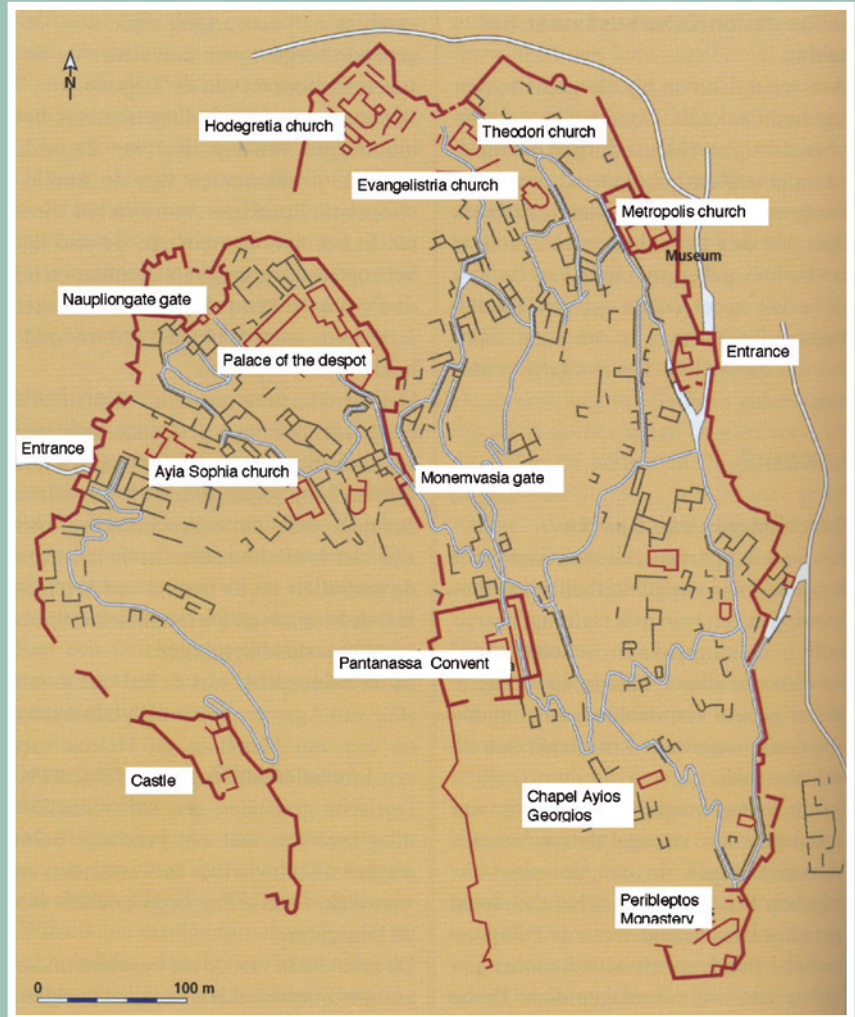 N
Hodegretia church
Theodori church
Evangelistria church
Metropolis church
Museum
Naupliongate gate
Palace of the despot
Entrance
Entrance
Ayia Sophia church
Monemvasia gate
Pantanassa Convent
Castle
Chapel Ayios
Georgios
Peribleptos
Monastery
0 100 m